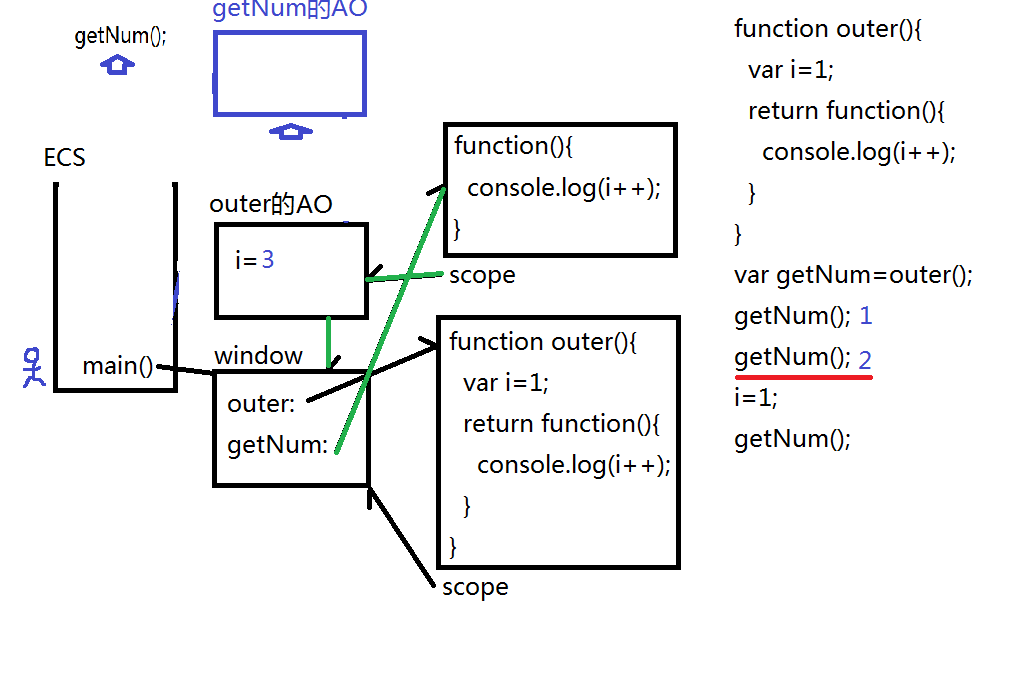 getNum的AO
getNum();
ECS
outer的AO
i=3
main()
window
outer:
getNum:
function(){
console.log(i++);
}
scope
function outer(){
var i=1;
return function(){
console.log(i++);
}
}
scope
function outer(){
var i=1;
return function(){
console.log(i++);
}
}
var getNum=outer();
getNum(); 1
getNum(); 2
i=1;
getNum();